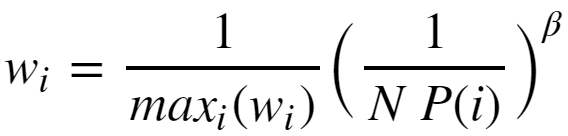 $w_i = \frac{1}{max_i(w_i)} \left( \frac{1}{N\ P(i)} \right)^{\beta}$